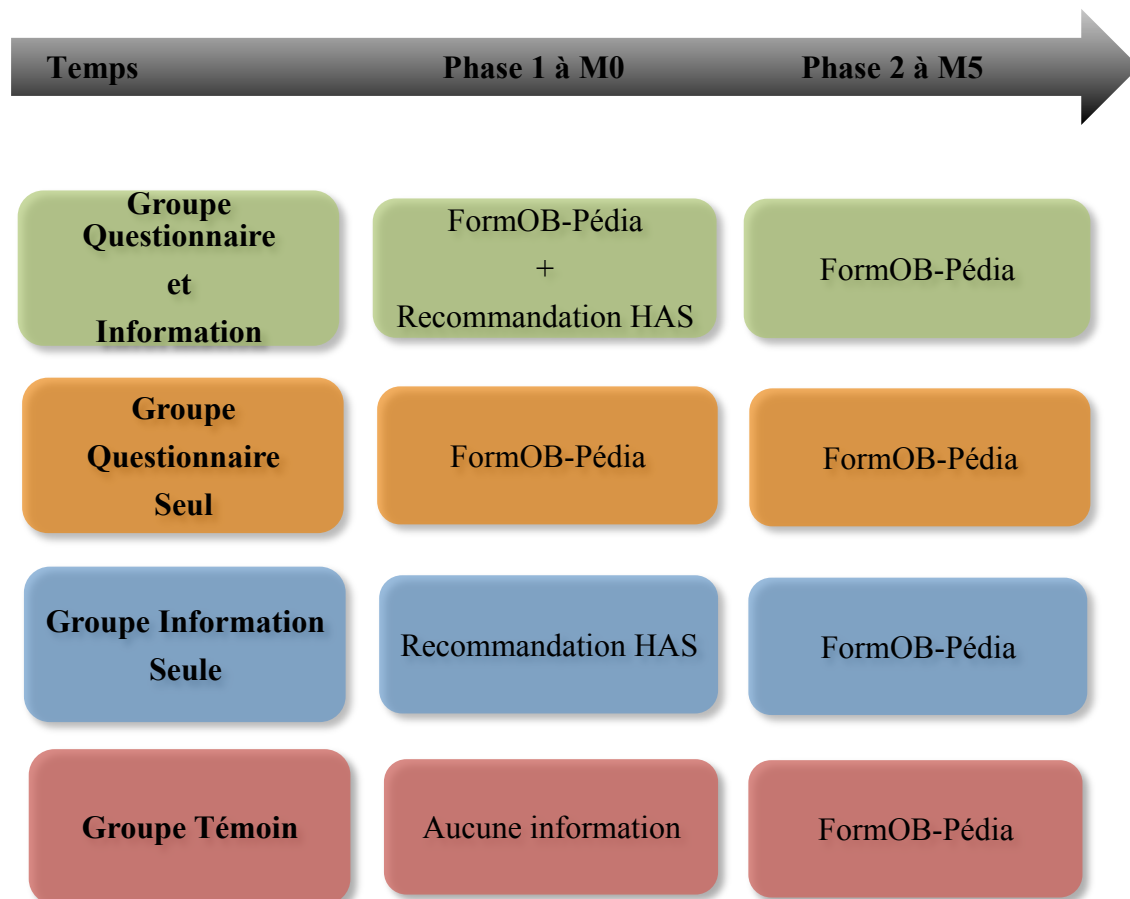 Temps Phase 1 à M0 Phase 2 à M5
Groupe
Questionnaire
et
Information
FormOB-Pédia
+
Recommandation HAS
FormOB-Pédia
Groupe
Questionnaire
Seul
FormOB-Pédia
FormOB-Pédia
Groupe Information
Seule
Recommandation HAS
FormOB-Pédia
Groupe Témoin
Aucune information
FormOB-Pédia